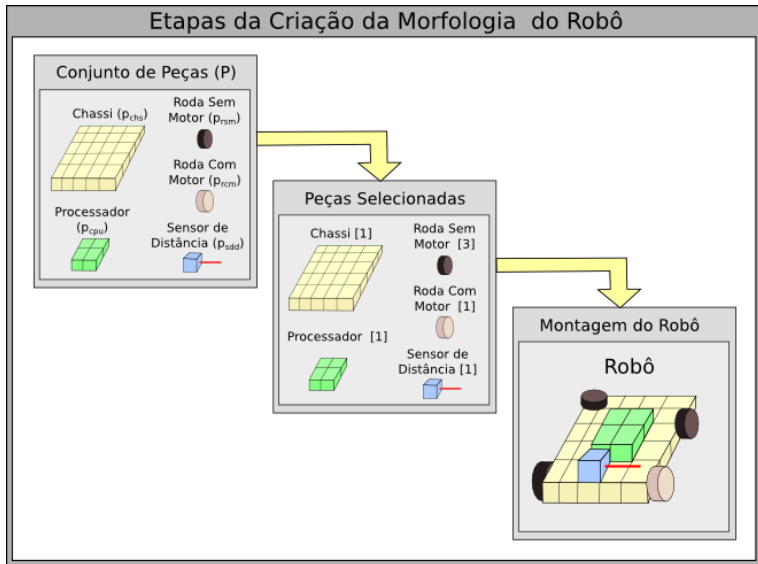 Etapas da Criação da Morfologia do Robô
Conjunto de Peças (P)
Chassi (pchs)
Roda Sem
Motor (prsm)
Roda Com
Motor (prcm)
Processador
(pcpu)
Sensor de
Distância (psdd)
Peças Selecionadas
Chassi [1]
Roda Sem
Motor [3]
Roda Com
Motor [1]
Processador [1]
Sensor de
Distância [1]
Montagem do Robô
Robô